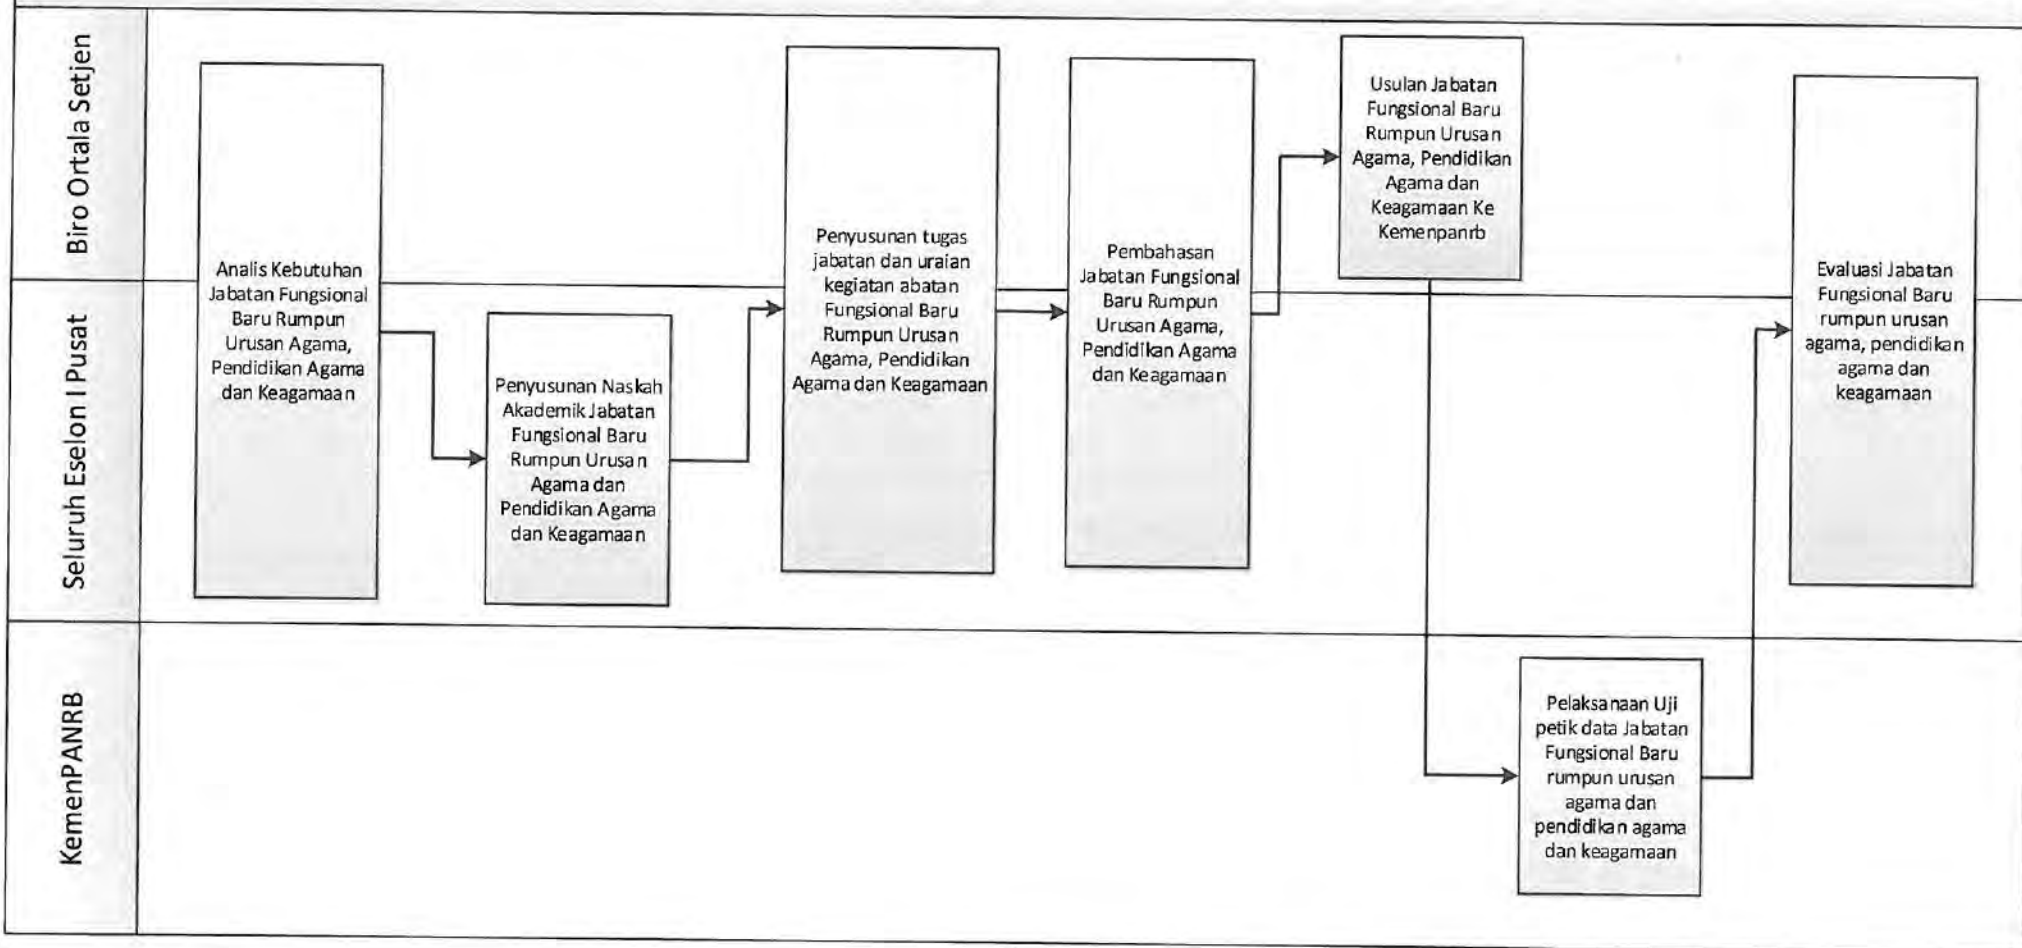 Biro Ortala Setjen
Analis Kebutuhan
Jabatan Fungsional
Baru Rumpun
Urusan Agama,
Pendidikan Agama
dan Keagamaan
Penyusunan tugas
jabatan dan uraian
kegiatan abatan
Fungsional Baru
Rumpun Urusan
Agama, Pendidikan
Agama dan Keagamaan
Pembahasan
Jabatan Fungsional
Baru Rumpun
Urusan Agama,
Pendidikan Agama
dan Keagamaan
Usulan Jabatan
Fungsional Baru
Rumpun Urusan
Agama, Pendidikan
Agama dan
Keagamaan Ke
Kemenpanrb
Evaluasi Jabatan
Fungsional Baru
rumpun urusan
agama, pendidikan
agama dan
keagamaan
Seluruh Eselon I Pusat
Penyusunan Naskah
Akademik Jabatan
Fungsional Baru
Rumpun Urusan
Agama dan
Pendidikan Agama
dan Keagamaan
KemenPANRB
Pelaksanaan Uji
petik data Jabatan
Fungsional Baru
rumpun urusan
agama dan
pendidikan agama
dan keagamaan